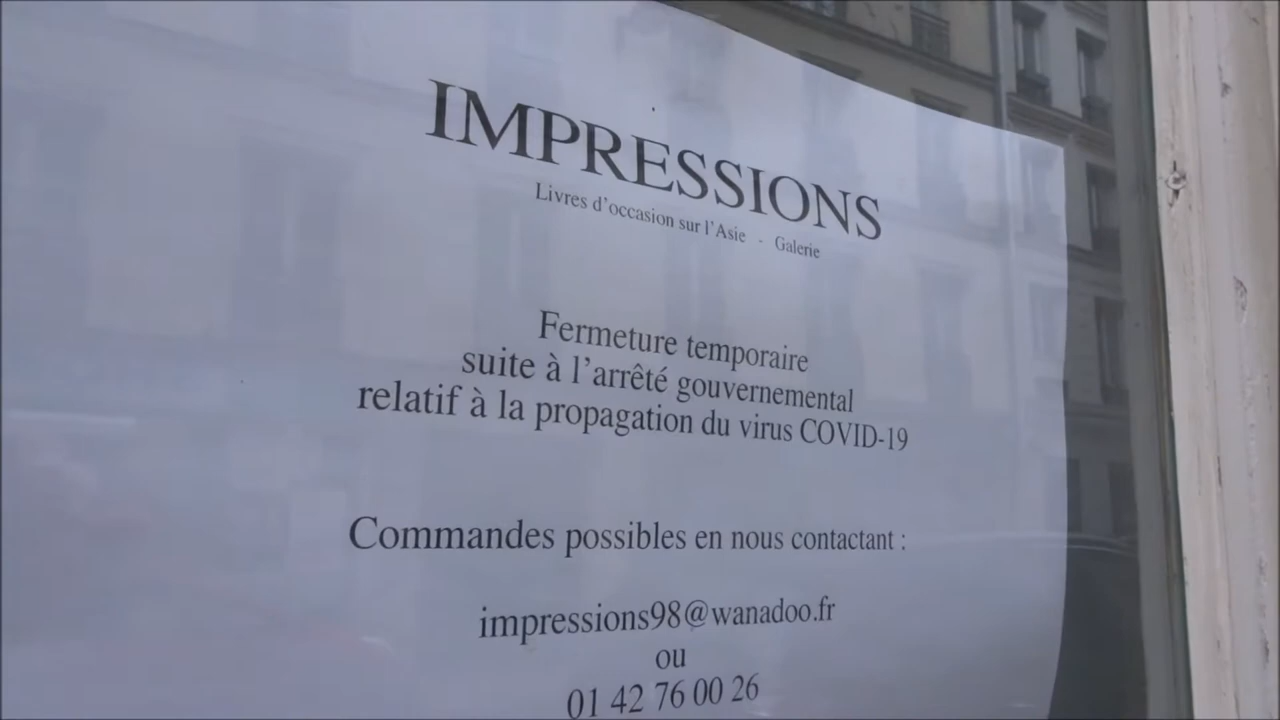 IMPRESSIONS
Livres d'occasion sur l'Asie - Galerie
Fermeture temporaire
suite à l'arrêté gouvernemental
relatif à la propagation du virus COVID-19
Commandes possibles en nous contactant :
impressions98@wanadoo.fr
ou
01 42 76 00 26